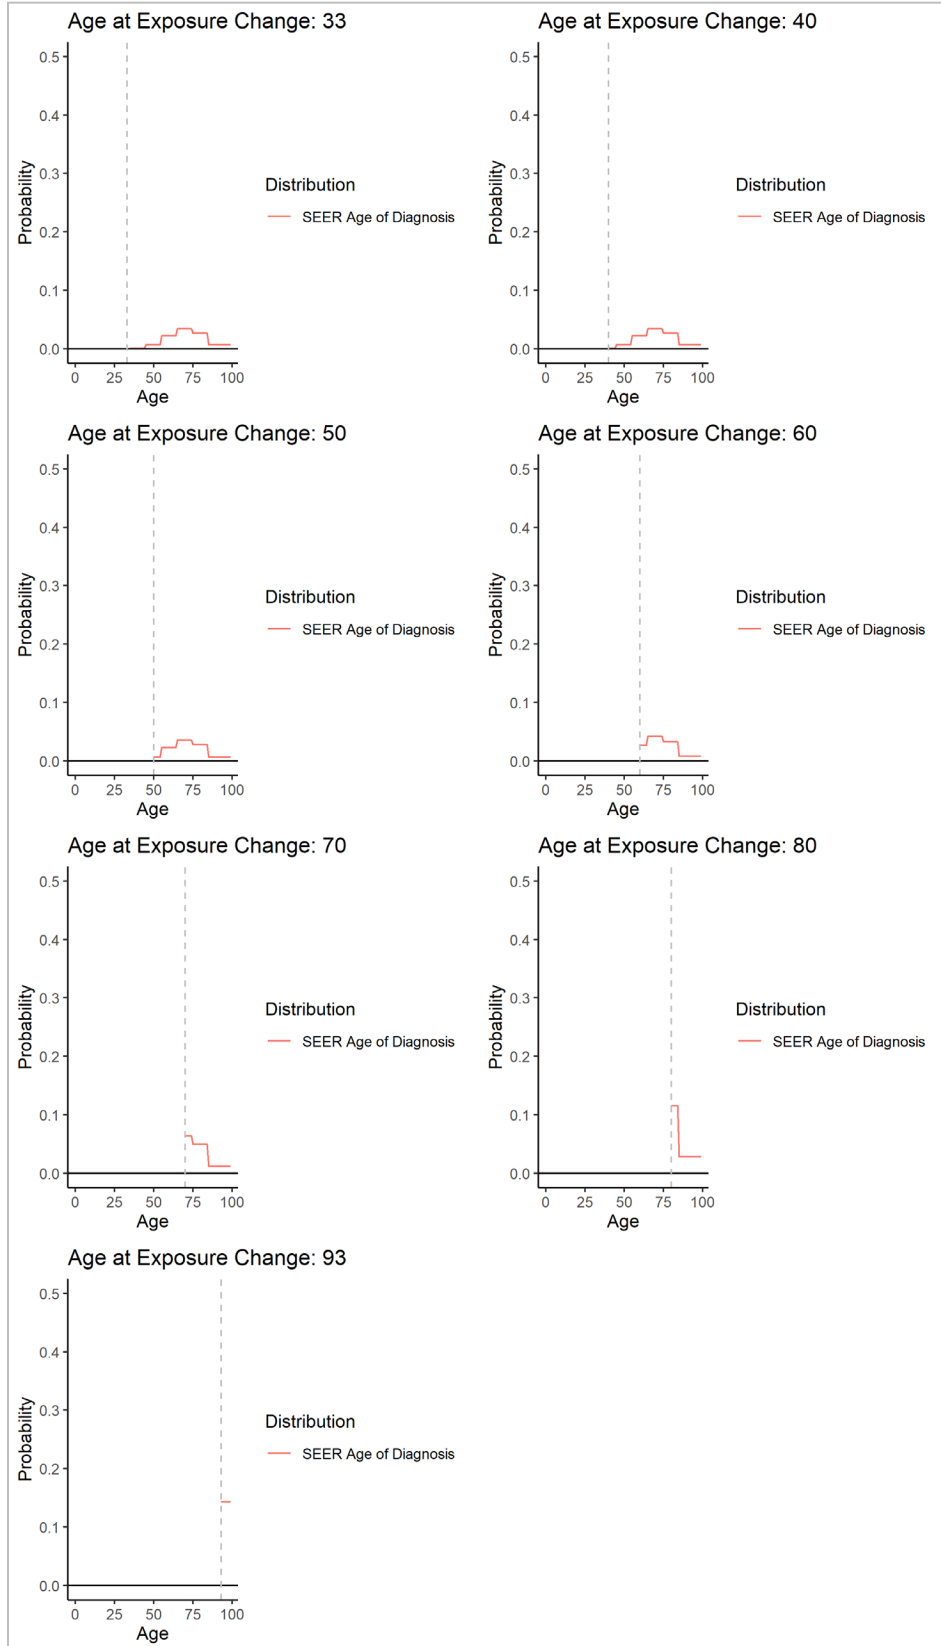 Age at Exposure Change: 33
Probability
0.5
0.4
0.3
0.2
0.1
0.0
0 25 50 75 100
Age
Distribution
SEER Age of Diagnosis
Age at Exposure Change: 40
Probability
0.5
0.4
0.3
0.2
0.1
0.0
0 25 50 75 100
Age
Distribution
SEER Age of Diagnosis
Age at Exposure Change: 50
Probability
0.5
0.4
0.3
0.2
0.1
0.0
0 25 50 75 100
Age
Distribution
SEER Age of Diagnosis
Age at Exposure Change: 60
Probability
0.5
0.4
0.3
0.2
0.1
0.0
0 25 50 75 100
Age
Distribution
SEER Age of Diagnosis
Age at Exposure Change: 70
Probability
0.5
0.4
0.3
0.2
0.1
0.0
0 25 50 75 100
Age
Distribution
SEER Age of Diagnosis
Age at Exposure Change: 80
Probability
0.5
0.4
0.3
0.2
0.1
0.0
0 25 50 75 100
Age
Distribution
SEER Age of Diagnosis
Age at Exposure Change: 93
Probability
0.5
0.4
0.3
0.2
0.1
0.0
0 25 50 75 100
Age
Distribution
SEER Age of Diagnosis